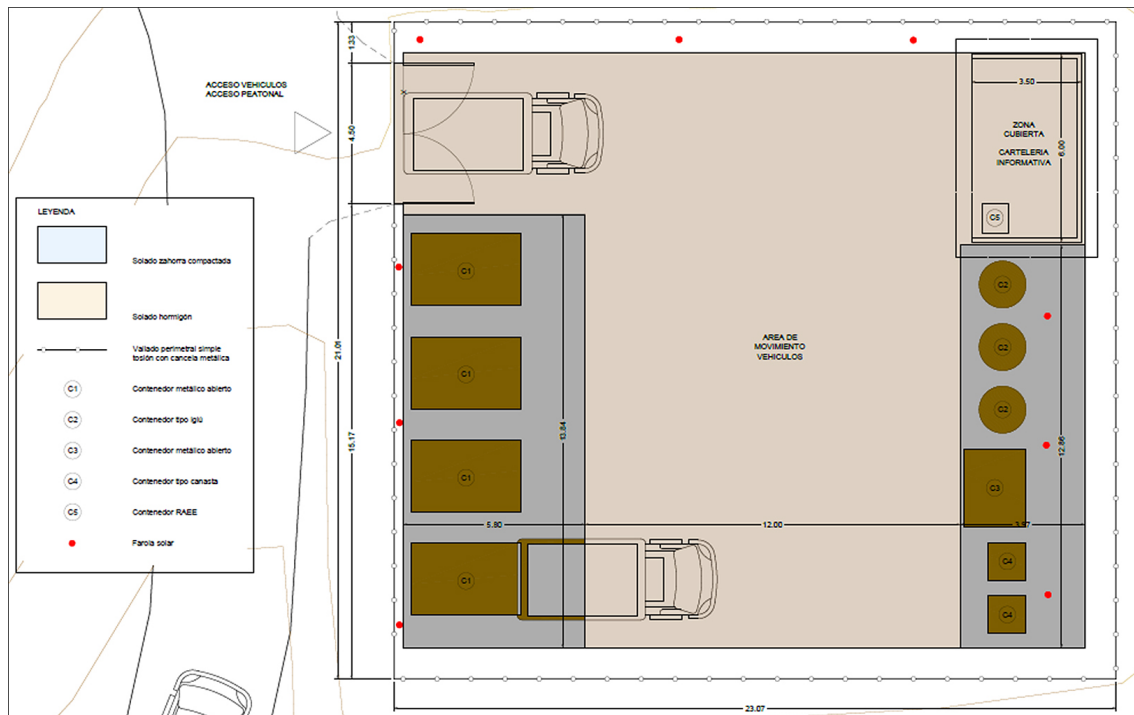 ACCESO VEHICULOS
ACCESO PEATONAL
1.33
4.50
21.01
15.17
3.50
6.00
ZONA
CUBIERTA
CARTELERIA
INFORMATIVA
C5
LEYENDA
Solado zahorra compactada
Solado hormigón
Vallado perimetral simple
tosión con cancela metálica
C1 Contenedor metálico abierto
C2 Contenedor tipo iglú
C3 Contenedor metálico abierto
C4 Contenedor tipo canasta
C5 Contenedor RAEE
Farola solar
C1
C1
C1
C1
13.84
5.80
AREA DE
MOVIMIENTO
VEHICULOS
12.00
C2
C2
C2
C3
3.97
12.86
C4
C4
23.07